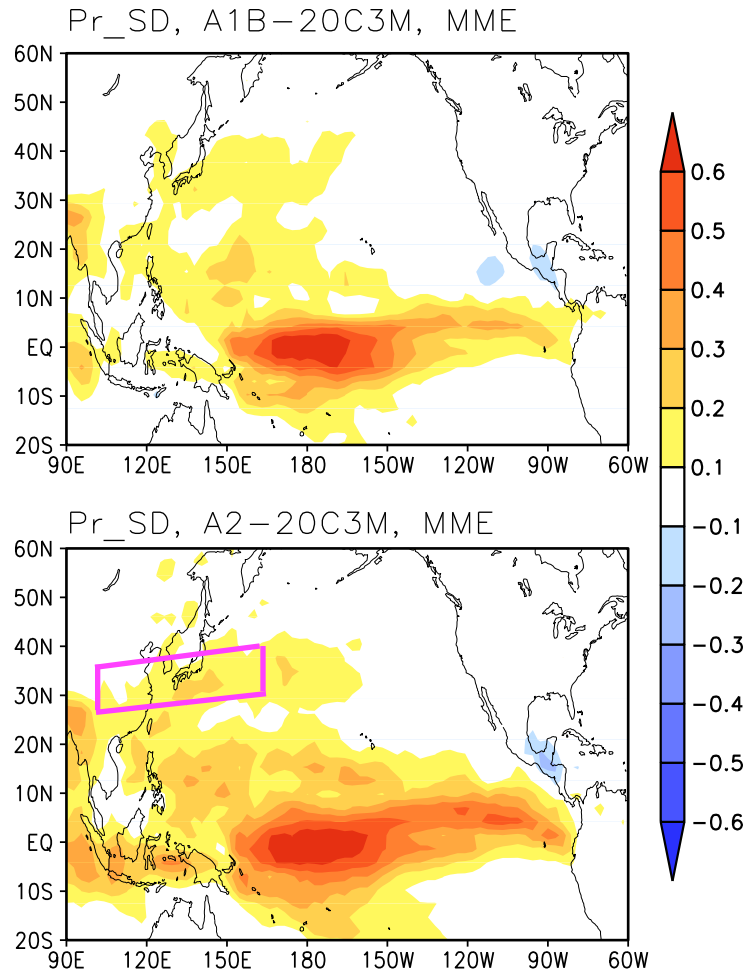 Pr_SD, A1B-20C3M, MME
60N
50N
40N
30N
20N
10N
EQ
10S
20S
90E 120E 150E 180 150W 120W 90W 60W
0.6
0.5
0.4
0.3
0.2
0.1
-0.1
-0.2
-0.3
-0.4
-0.5
-0.6
Pr_SD, A2-20C3M, MME
60N
50N
40N
30N
20N
10N
EQ
10S
20S
90E 120E 150E 180 150W 120W 90W 60W